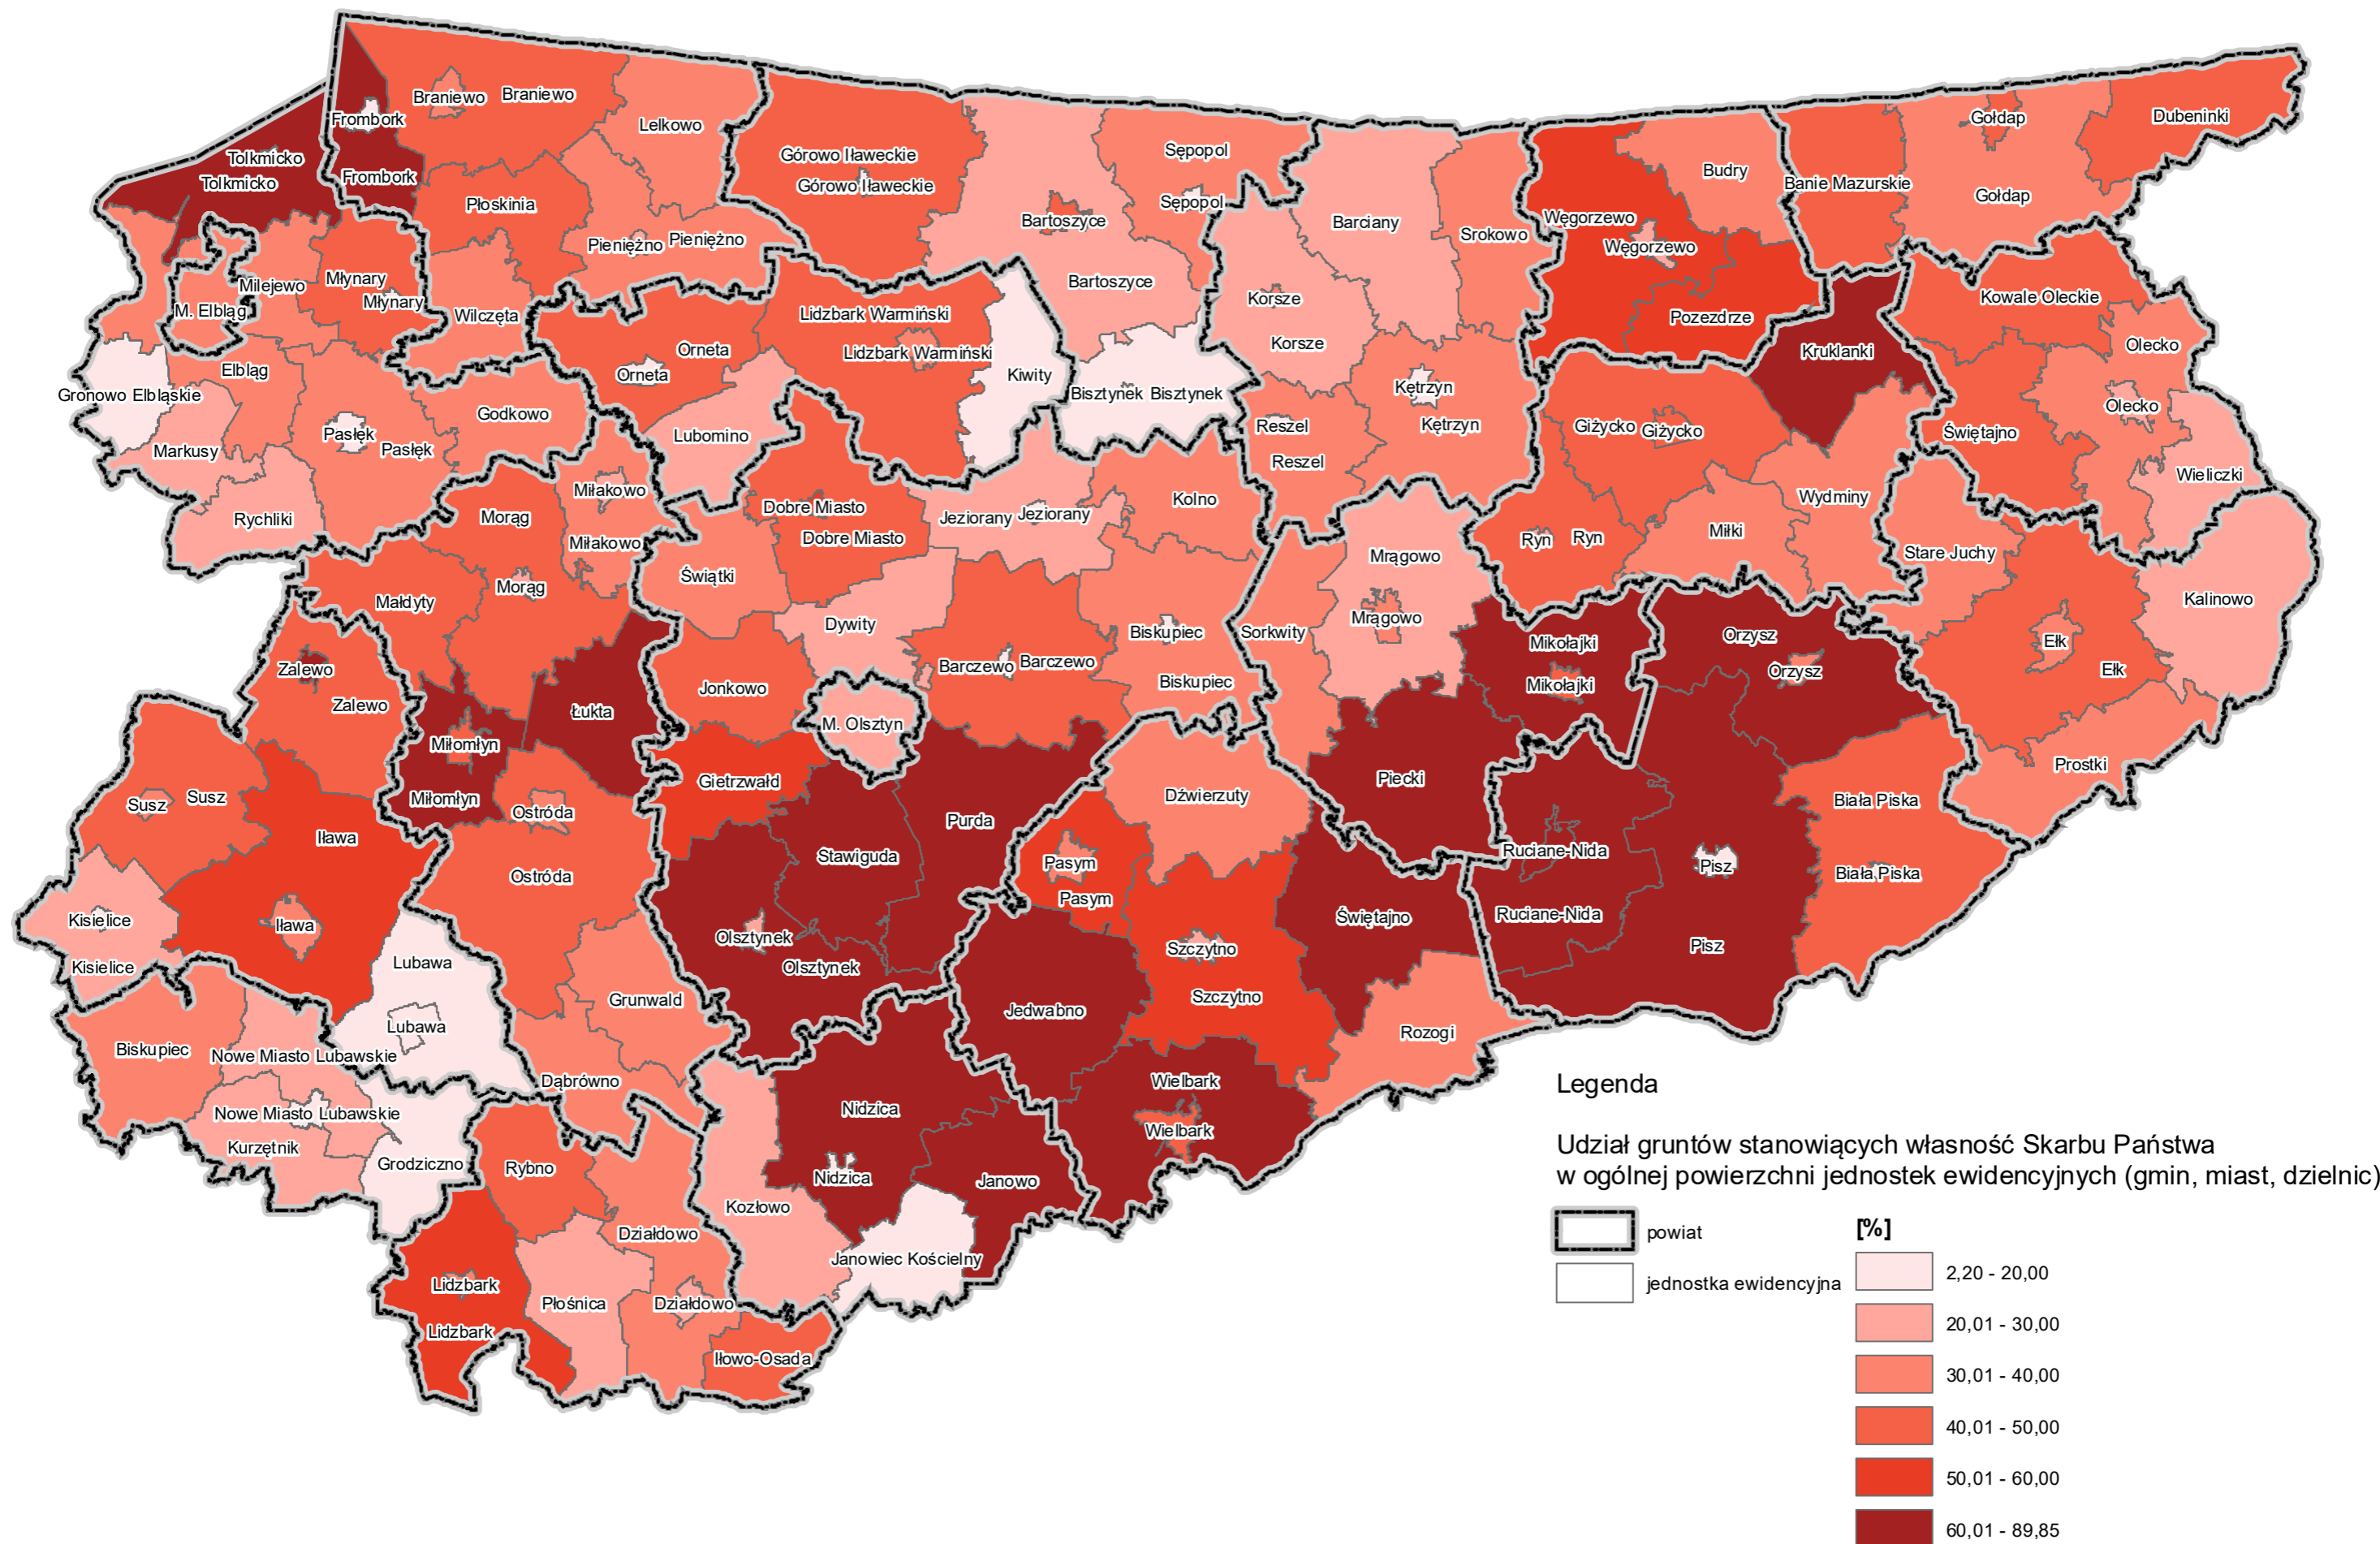 Braniewo
Braniewo
Frombork
Lelkowo
Dubeninki
Gołdap
Tolkmicko
Górowo Iławeckie
Sępopol
Tolkmicko
Frombork
Górowo Iławeckie
Budry
Banie Mazurskie
Gołdap
Płoskinia
Sępopol
Bartoszyce
Barciany
Węgorzewo
Srokowo
Pieniężno
Pieniężno
Węgorzewo
Młynary
Milejewo
Młynary
Bartoszyce
Korsze
Kowale Oleckie
M. Elbląg
Wilczęta
Lidzbark Warmiński
Pozezdrze
Orneta
Lidzbark Warmiński
Korsze
Kruklanki
Olecko
Elbląg
Orneta
Kiwity
Kętrzyn
Gronowo Elbląskie
Bisztynek
Bisztynek
Olecko
Godkowo
Pasłęk
Pasłęk
Lubomino
Reszel
Kętrzyn
Giżycko
Giżycko
Świętajno
Markusy
Reszel
Wieliczki
Miłakowo
Kolno
Wydminy
Rychliki
Morąg
Dobre Miasto
Jeziorany
Jeziorany
Miłki
Miłakowo
Dobre Miasto
Ryn
Ryn
Mrągowo
Stare Juchy
Świątki
Morąg
Małdyty
Kalinowo
Dywity
Mrągowo
Biskupiec
Sorkwity
Mikołajki
Orzysz
Ełk
Zalewo
Barczewo
Barczewo
Orzysz
Ełk
Jonkowo
Biskupiec
Mikołajki
Zalewo
Łukta
M. Olsztyn
Miłomłyn
Prostki
Gietrzwałd
Piecki
Susz
Susz
Miłomłyn
Dźwierzuty
Biała Piska
Ostróda
Purda
Iława
Stawiguda
Ruciane-Nida
Pasym
Pisz
Ostróda
Biała Piska
Pasym
Kisielice
Iława
Świętajno
Ruciane-Nida
Olsztynek
Szczytno
Pisz
Kisielice
Lubawa
Olsztynek
Szczytno
Grunwald
Jedwabno
Lubawa
Rozogi
Biskupiec
Nowe Miasto Lubawskie
Dąbrówno
Wielbark
Nowe Miasto Lubawskie
Nidzica
Wielbark
Kurzętnik
Grodziczno
Rybno
Nidzica
Janowo
Kozłowo
Działdowo
Janowiec Kościelny
Lidzbark
Płośnica
Działdowo
Lidzbark
Iłowo-Osada
Legenda
Udział gruntów stanowiących własność Skarbu Państwa
w ogólnej powierzchni jednostek ewidencyjnych (gmin, miast, dzielnic)
powiat
jednostka ewidencyjna
[%]
2,20 - 20,00
20,01 - 30,00
30,01 - 40,00
40,01 - 50,00
50,01 - 60,00
60,01 - 89,85